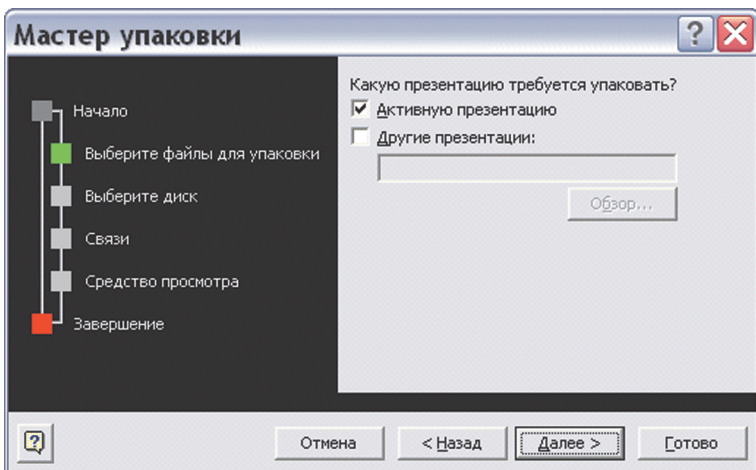 Мастер упаковки
Начало
Выберите файлы для упаковки
Выберите диск
Связи
Средство просмотра
Завершение
Какую презентацию требуется упаковать?
Активную презентацию
Другие презентации:
Обзор...
Отмена
< Назад
Далее >
Готово